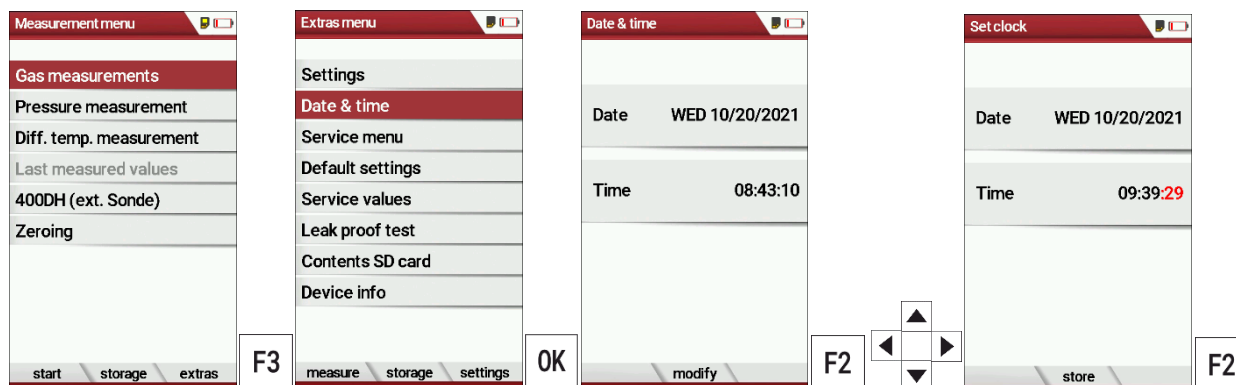 Measurement menu
Gas measurements
Pressure measurement
Diff. temp. measurement
Last measured values
400DH (ext. Sonde)
Zeroing
start storage extras
F3
Extras menu
Settings
Date & time
Service menu
Default settings
Service values
Leak proof test
Contents SD card
Device info
measure storage settings
OK
Date & time
Date WED 10/20/2021
Time 08:43:10
modify
F2
Set clock
Date WED 10/20/2021
Time 09:39:29
store
F2